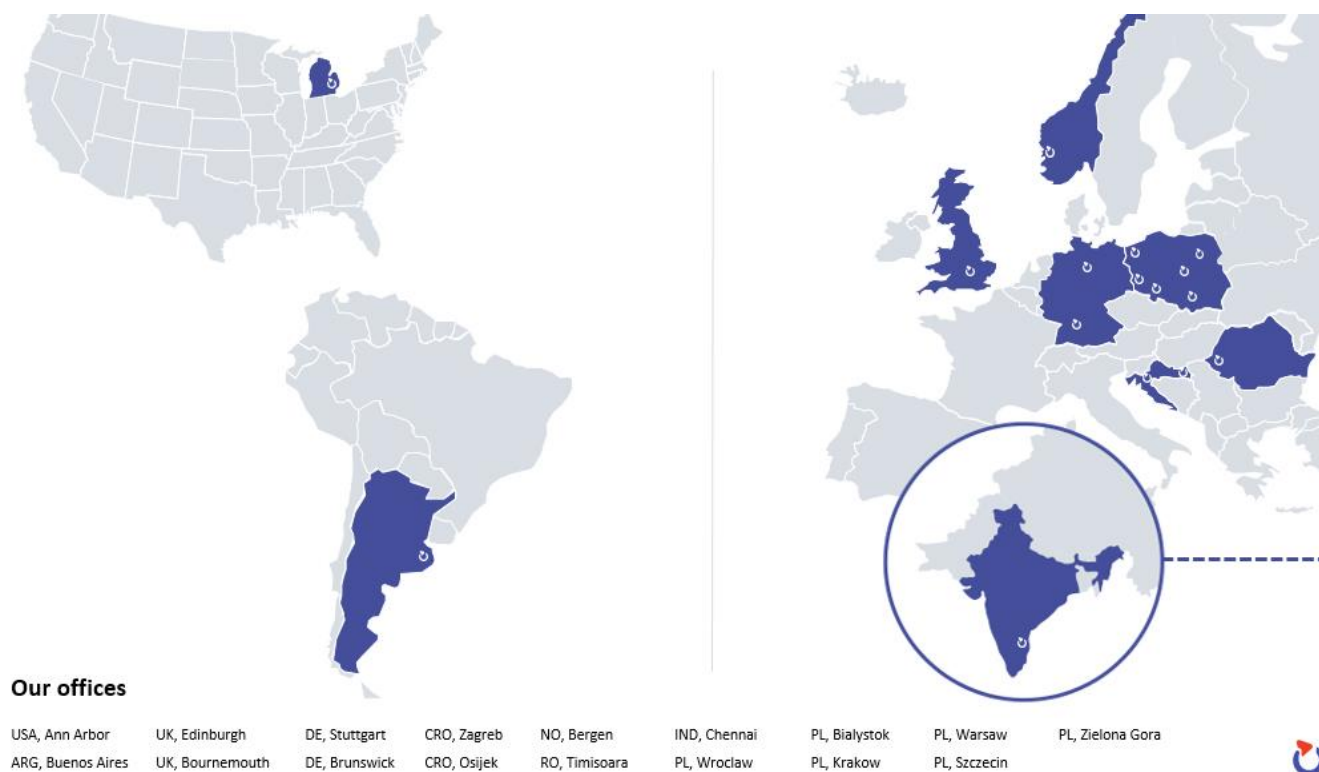 Our offices
USA, Ann Arbor UK, Edinburgh DE, Stuttgart CRO, Zagreb NO, Bergen IND, Chennai PL, Bialystok PL, Warsaw PL, Zielona Gora
ARG, Buenos Aires UK, Bournemouth DE, Brunswick CRO, Osijek RO, Timisoara PL, Wroclaw PL, Krakow PL, Szczecin